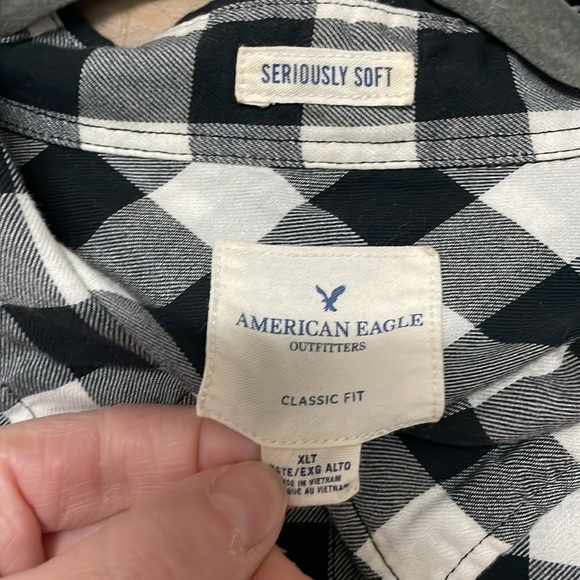 SERIOUSLY SOFT
AMERICAN EAGLE
OUTFITTERS
CLASSIC FIT
XLT
/EXG ALTO
IN VIETNAM
AU VIETNAM